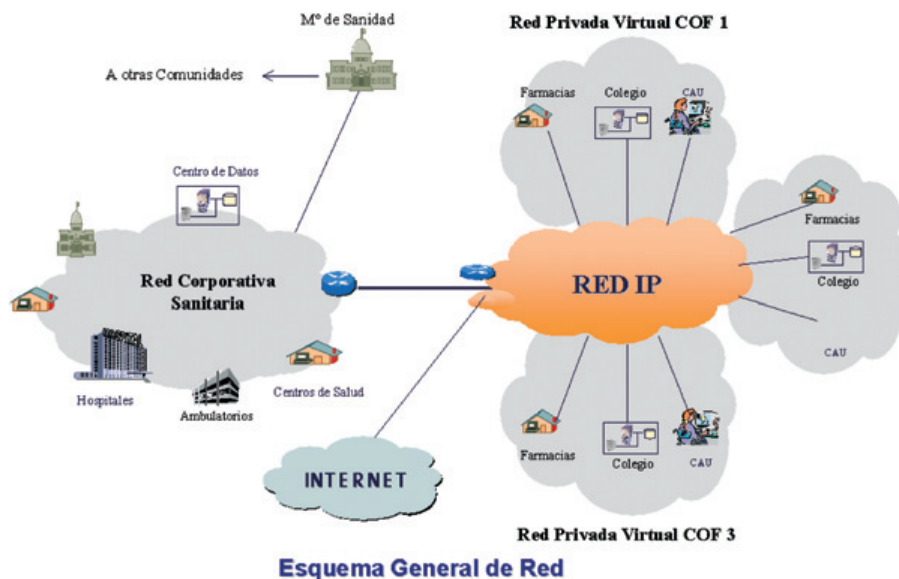 Mº de Sanidad
Red Privada Virtual COF 1
A otras Comunidades
Farmacias
Colegio
CAU
Centro de Datos
Farmacias
Red Corporativa
Sanitaria
RED IP
Colegio
CAU
Hospitales
Ambulatorios
Centros de Salud
Farmacias
Colegio
CAU
INTERNET
Red Privada Virtual COF 3
Esquema General de Red